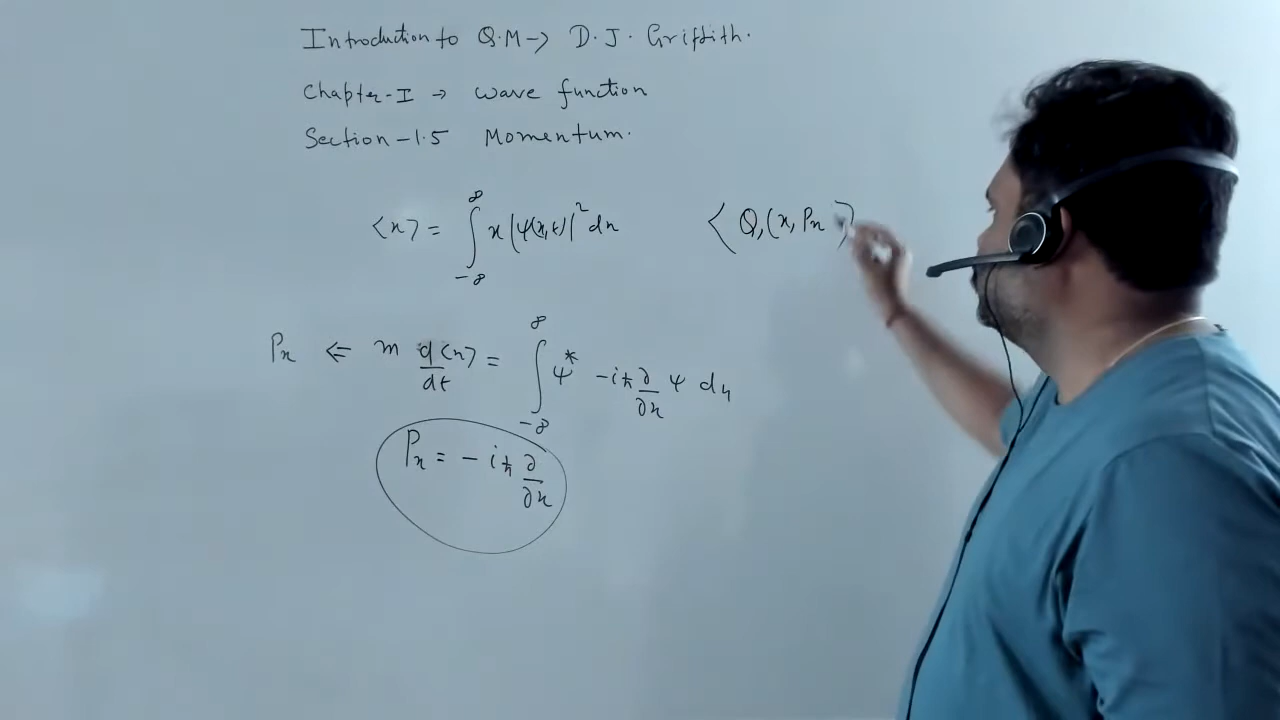 Introduction to Q.M → D.J. Griffith.
Chapter-I → wave function
Section-1.5 Momentum.
⟨x⟩ = ∫_{-∞}^{∞} x |ψ(x,t)|² dx ⟨ Q,(x, Px ⟩
Px ⇐ m d⟨x⟩/dt = ∫_{-∞}^{∞} ψ* -iħ ∂/∂x ψ dx
Px = -iħ ∂/∂x